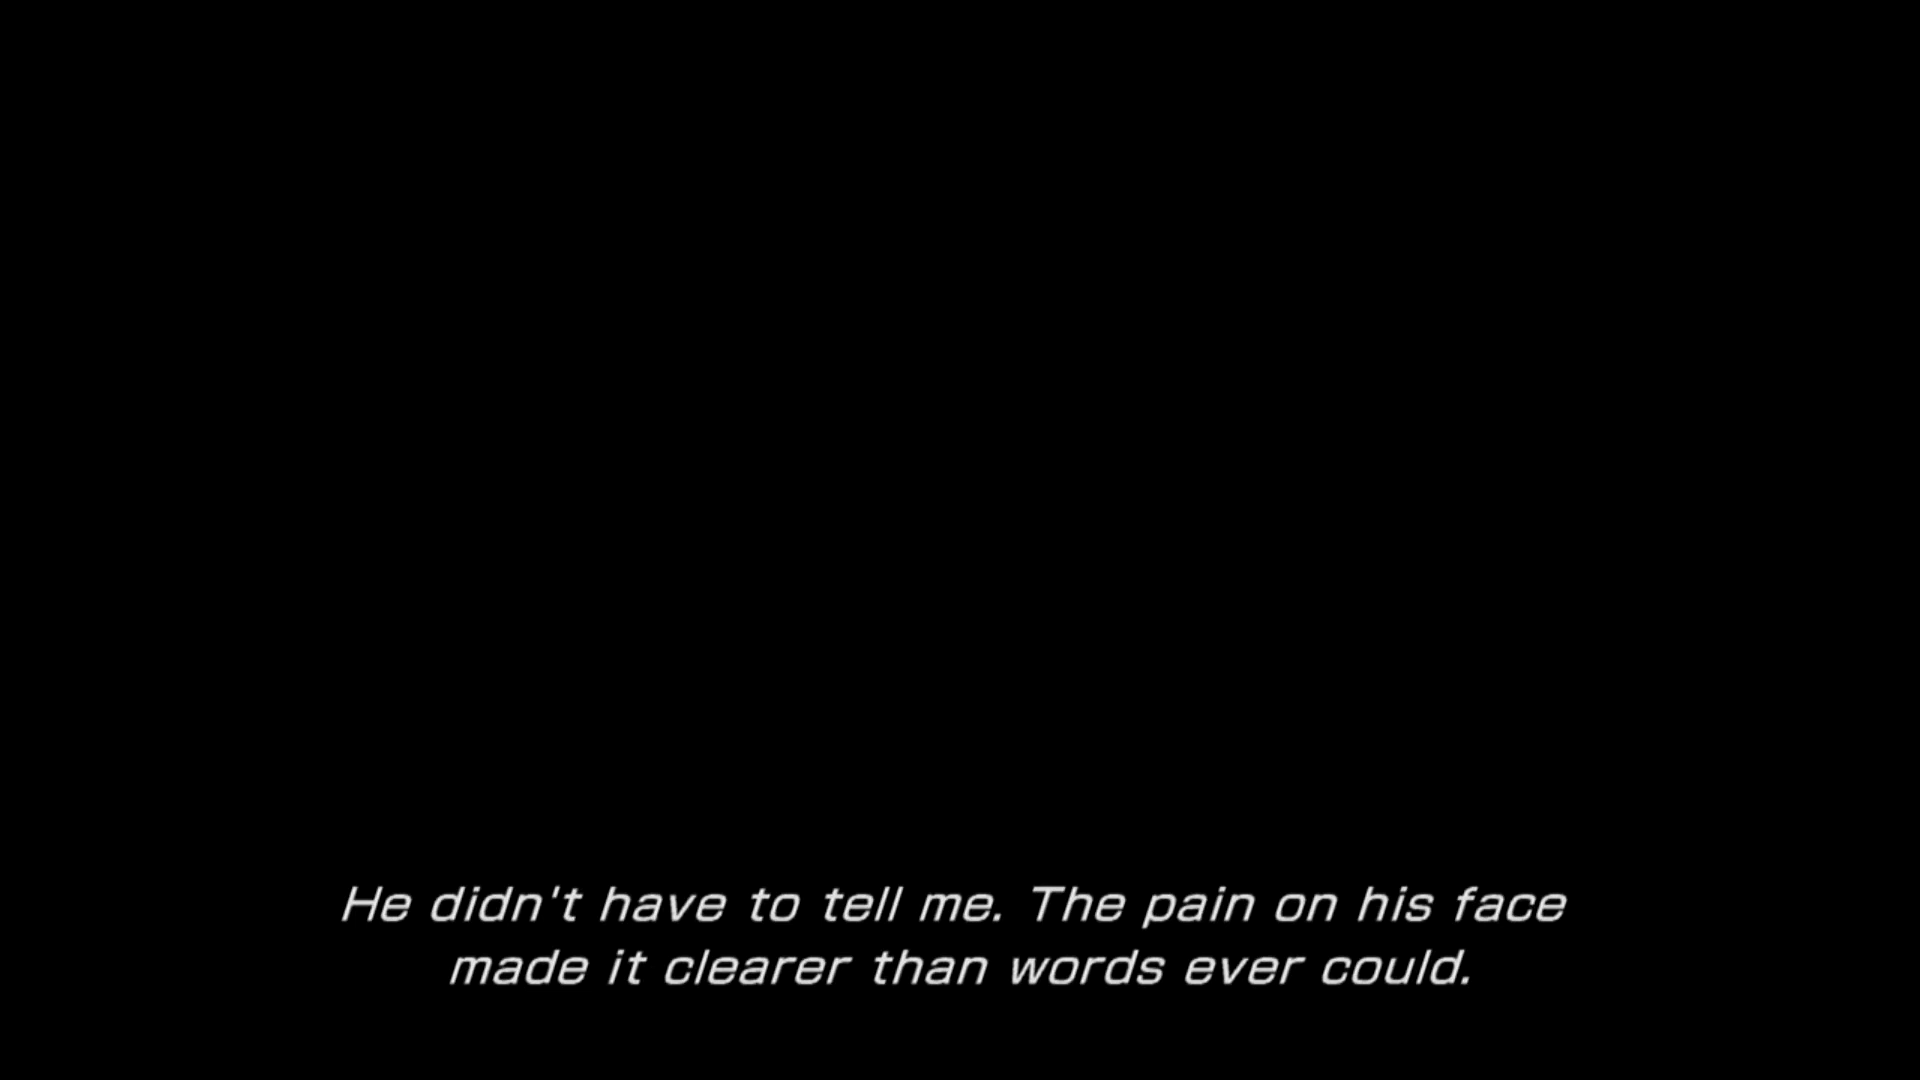 He didn't have to tell me. The pain on his face
made it clearer than words ever could.